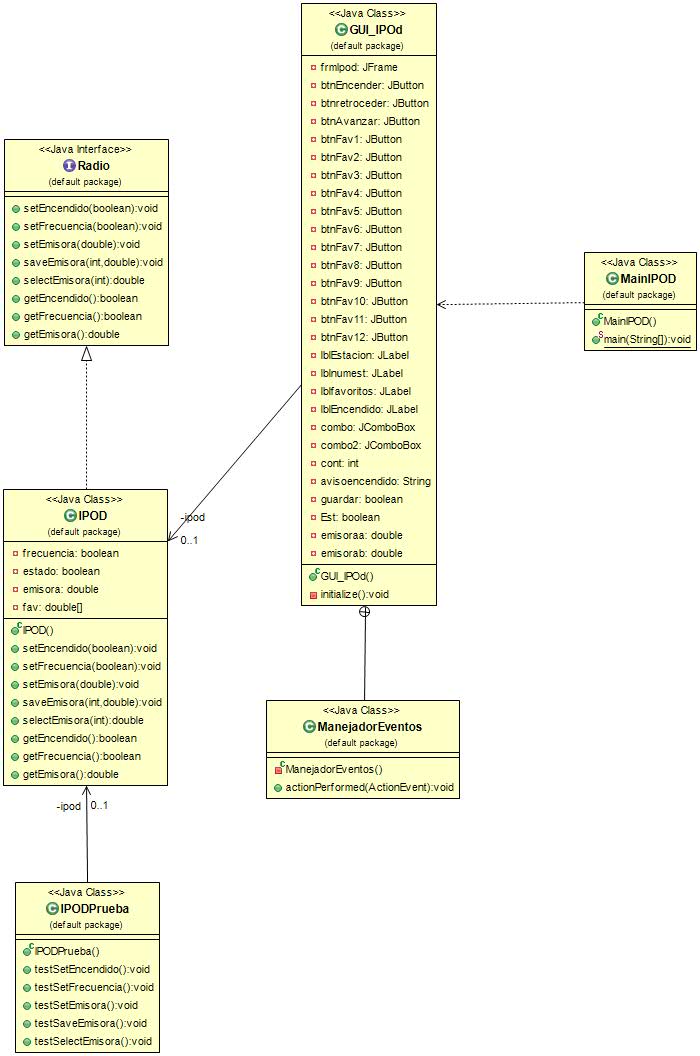 <<Java Class>>
GUI_IPOd
(default package)
frmIpod: JFrame
btnEncender: JButton
btnretroceder: JButton
btnAvanzar: JButton
btnFav1: JButton
btnFav2: JButton
btnFav3: JButton
btnFav4: JButton
btnFav5: JButton
btnFav6: JButton
btnFav7: JButton
btnFav8: JButton
btnFav9: JButton
btnFav10: JButton
btnFav11: JButton
btnFav12: JButton
lblEstacion: JLabel
lblnumest: JLabel
lblfavoritos: JLabel
lblEncendido: JLabel
combo: JComboBox
combo2: JComboBox
cont: int
avisoencendido: String
guardar: boolean
Est: boolean
emisoraa: double
emisorab: double
GUI_IPOd()
initialize():void
<<Java Interface>>
Radio
(default package)
setEncendido(boolean):void
setFrecuencia(boolean):void
setEmisora(double):void
saveEmisora(int,double):void
selectEmisora(int):double
getEncendido():boolean
getFrecuencia():boolean
getEmisora():double
<<Java Class>>
MainIPOD
(default package)
MainIPOD()
main(String[]):void
-ipod
0..1
<<Java Class>>
IPOD
(default package)
frecuencia: boolean
estado: boolean
emisora: double
fav: double[]
IPOD()
setEncendido(boolean):void
setFrecuencia(boolean):void
setEmisora(double):void
saveEmisora(int,double):void
selectEmisora(int):double
getEncendido():boolean
getFrecuencia():boolean
getEmisora():double
<<Java Class>>
ManejadorEventos
(default package)
ManejadorEventos()
actionPerformed(ActionEvent):void
-ipod 0..1
<<Java Class>>
IPODPrueba
(default package)
IPODPrueba()
testSetEncendido():void
testSetFrecuencia():void
testSetEmisora():void
testSaveEmisora():void
testSelectEmisora():void